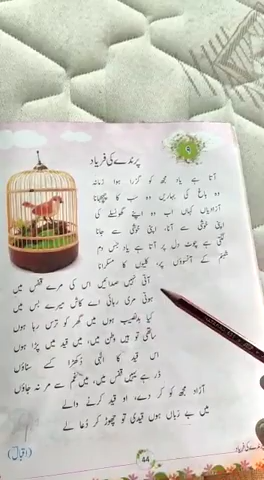 پرندے کی فریاد
آتا ہے یاد مجھ کو گزرا ہوا زمانہ
وہ باغ کی بہاریں وہ سب کا چہچہانا
آزادیاں کہاں اب وہ اپنے گھونسلے کی
اپنی خوشی سے آنا، اپنی خوشی سے جانا
لگتی ہے چوٹ دل پر آتا ہے یاد جس دم
شبنم کے آنسوؤں پر، کلیوں کا مسکرانا
آتی نہیں صدائیں اس کی مرے قفس میں
ہوتی مری رہائی اے کاش میرے بس میں
کیا بدنصیب ہوں میں گھر کو ترس رہا ہوں
ساتھی تو ہیں وطن میں، میں قید میں پڑا ہوں
اس قید کا الٰہی دُکھڑا کسے سناؤں
ڈر ہے یہیں قفس میں، میں غم سے مر نہ جاؤں
آزاد مجھ کو کر دے، او قید کرنے والے
میں بے زباں ہوں قیدی تو چھوڑ کر دُعا لے
(اقبالؔ)
44